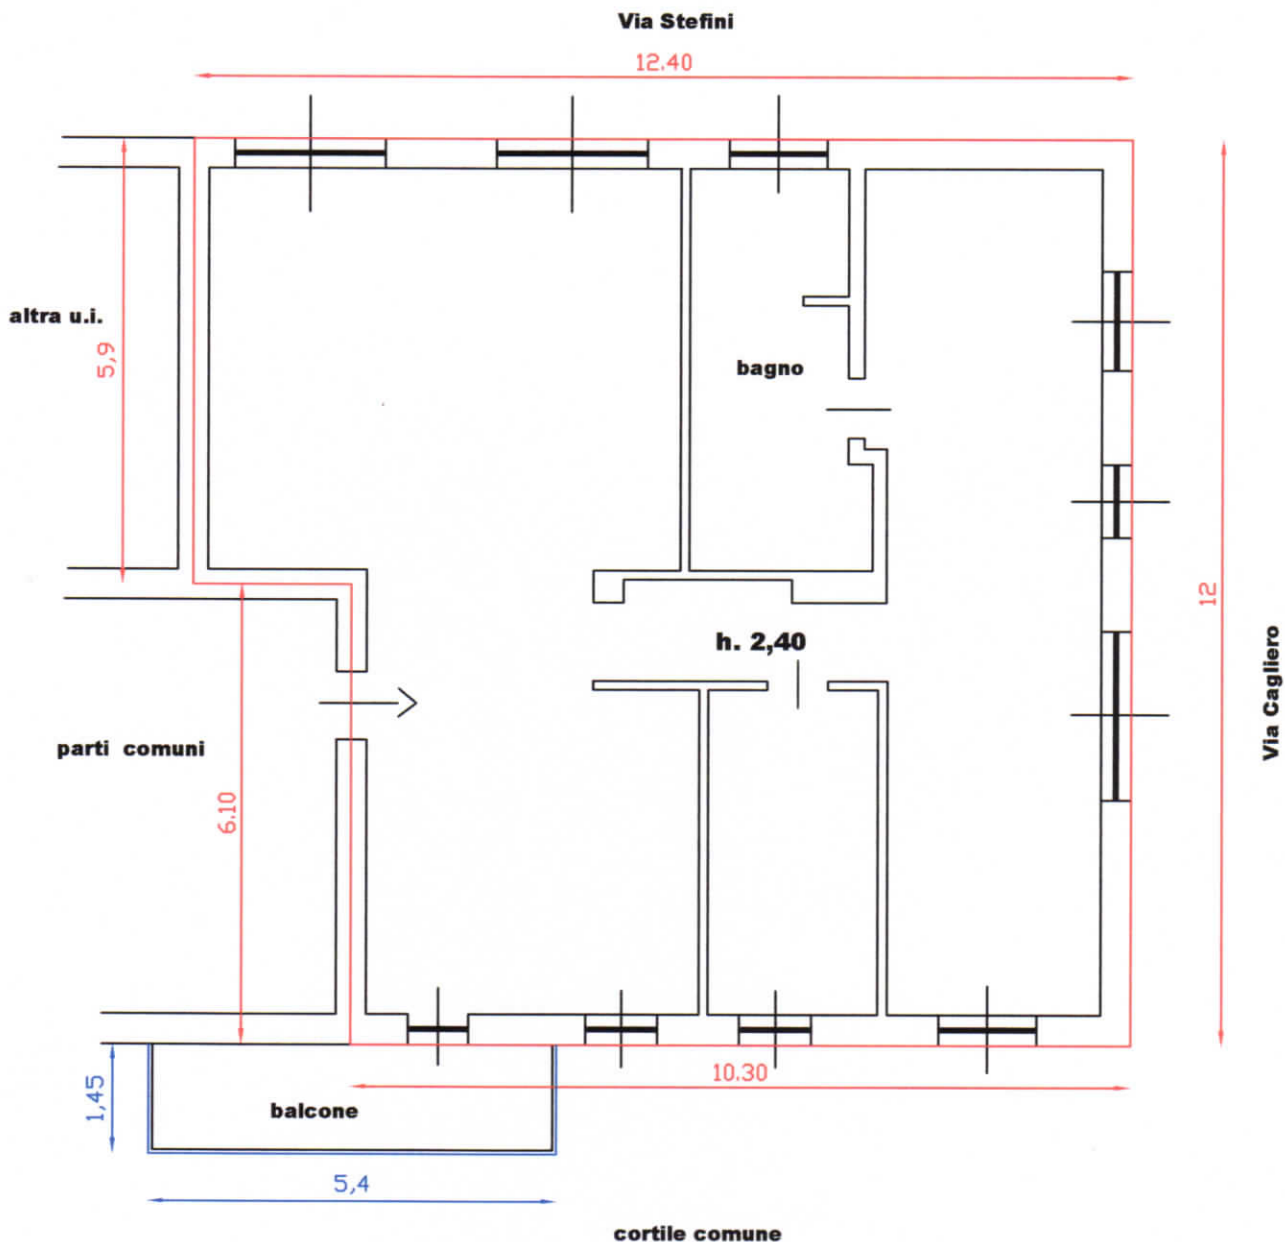 Via Stefini
12.40
altra u.i.
5,9
bagno
12
h. 2,40
Via Cagliero
parti comuni
6.10
10.30
1,45
balcone
5,4
cortile comune